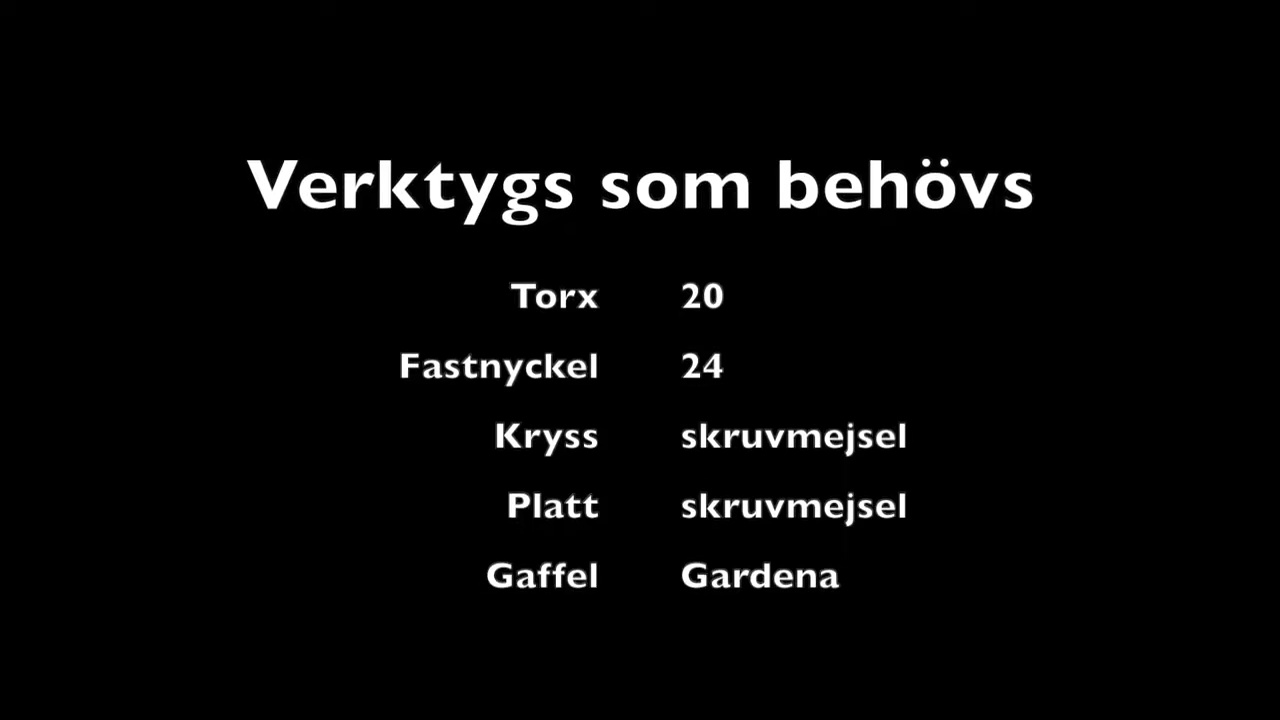 Verktygs som behövs
Torx 20
Fastnyckel 24
Kryss skruvmejsel
Platt skruvmejsel
Gaffel Gardena